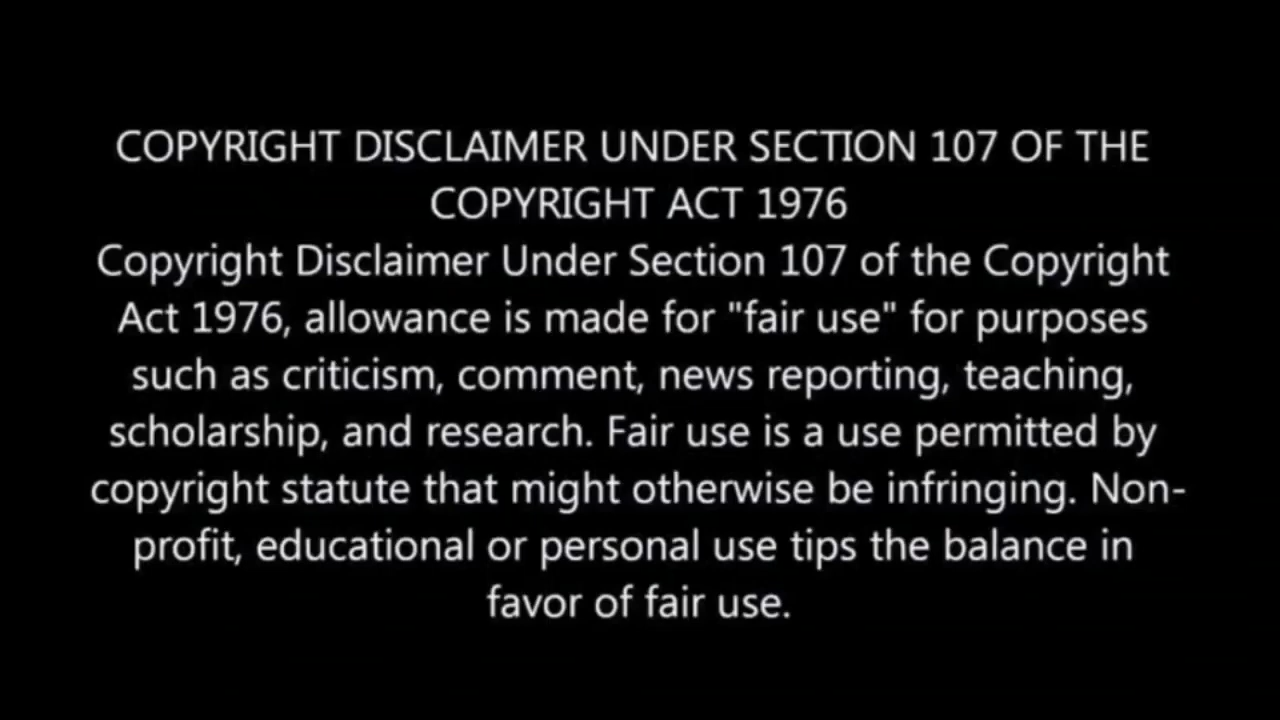 COPYRIGHT DISCLAIMER UNDER SECTION 107 OF THE
COPYRIGHT ACT 1976
Copyright Disclaimer Under Section 107 of the Copyright
Act 1976, allowance is made for "fair use" for purposes
such as criticism, comment, news reporting, teaching,
scholarship, and research. Fair use is a use permitted by
copyright statute that might otherwise be infringing. Non-
profit, educational or personal use tips the balance in
favor of fair use.